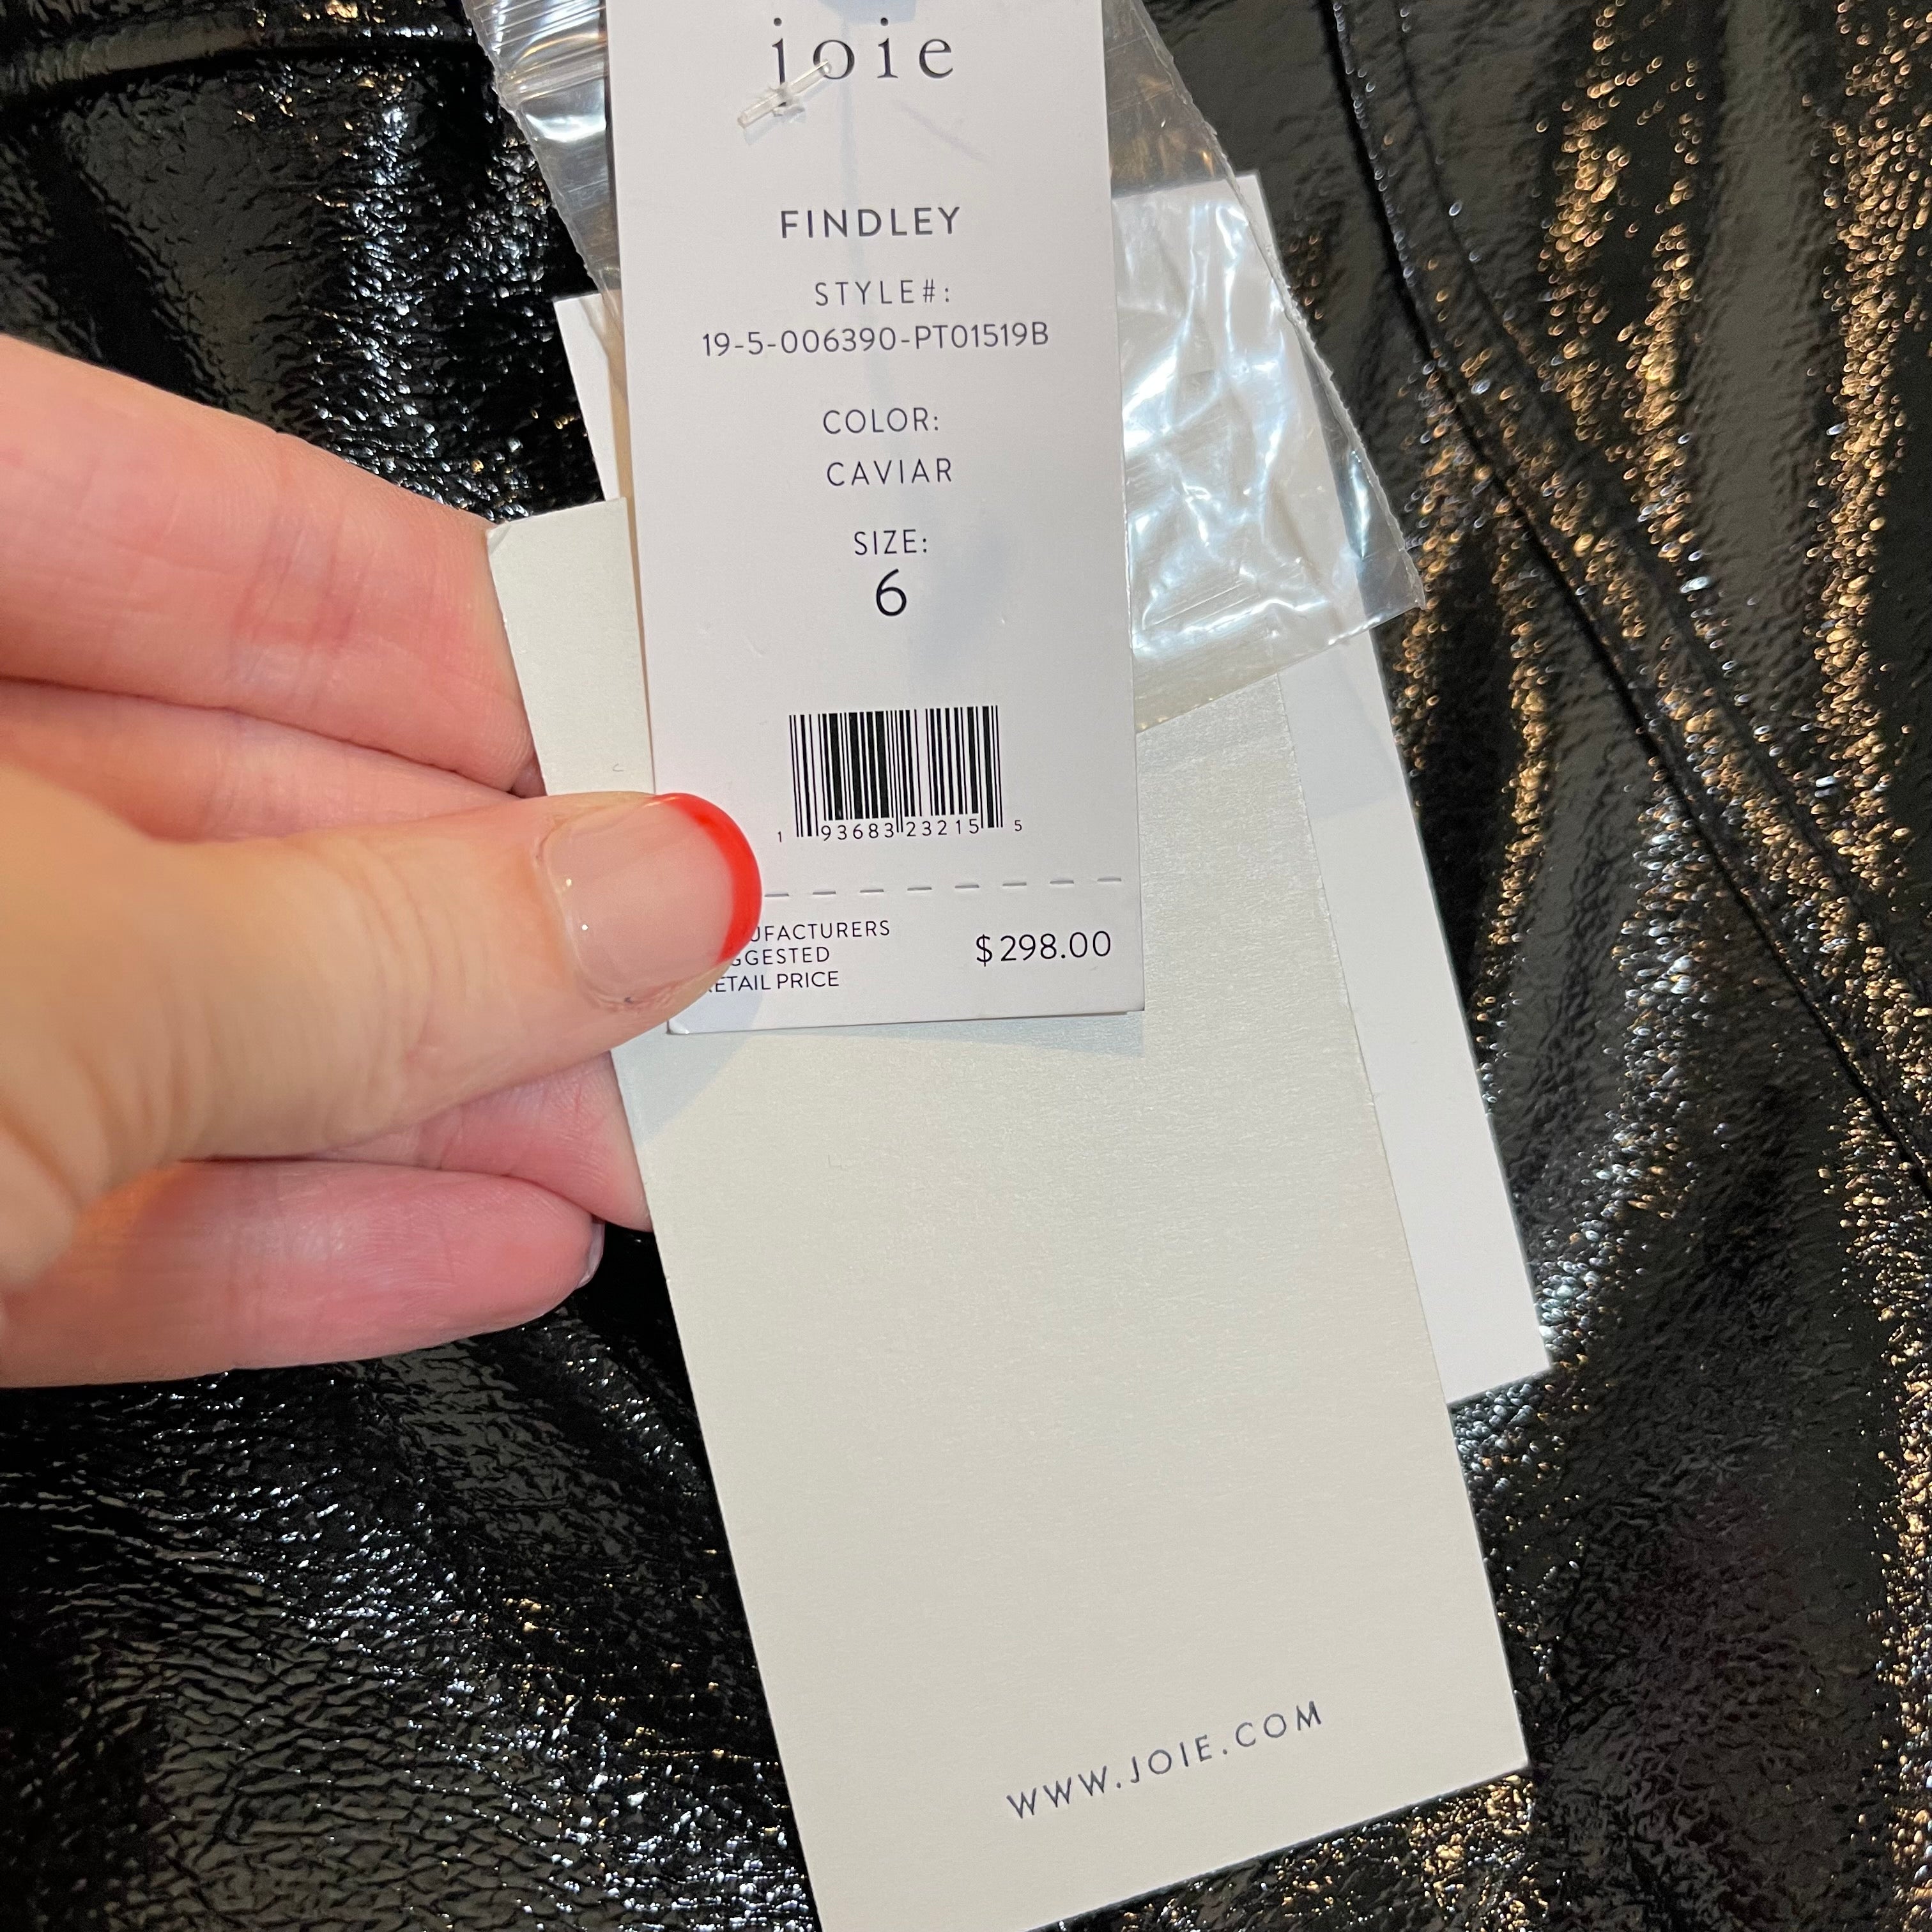 joie
FINDLEY
STYLE#:
19-5-006390-PT01519B
COLOR:
CAVIAR
SIZE:
6
1 93683 23215 5
UFACTURERS
GGESTED
ETAIL PRICE
$298.00
WWW.JOIE.COM